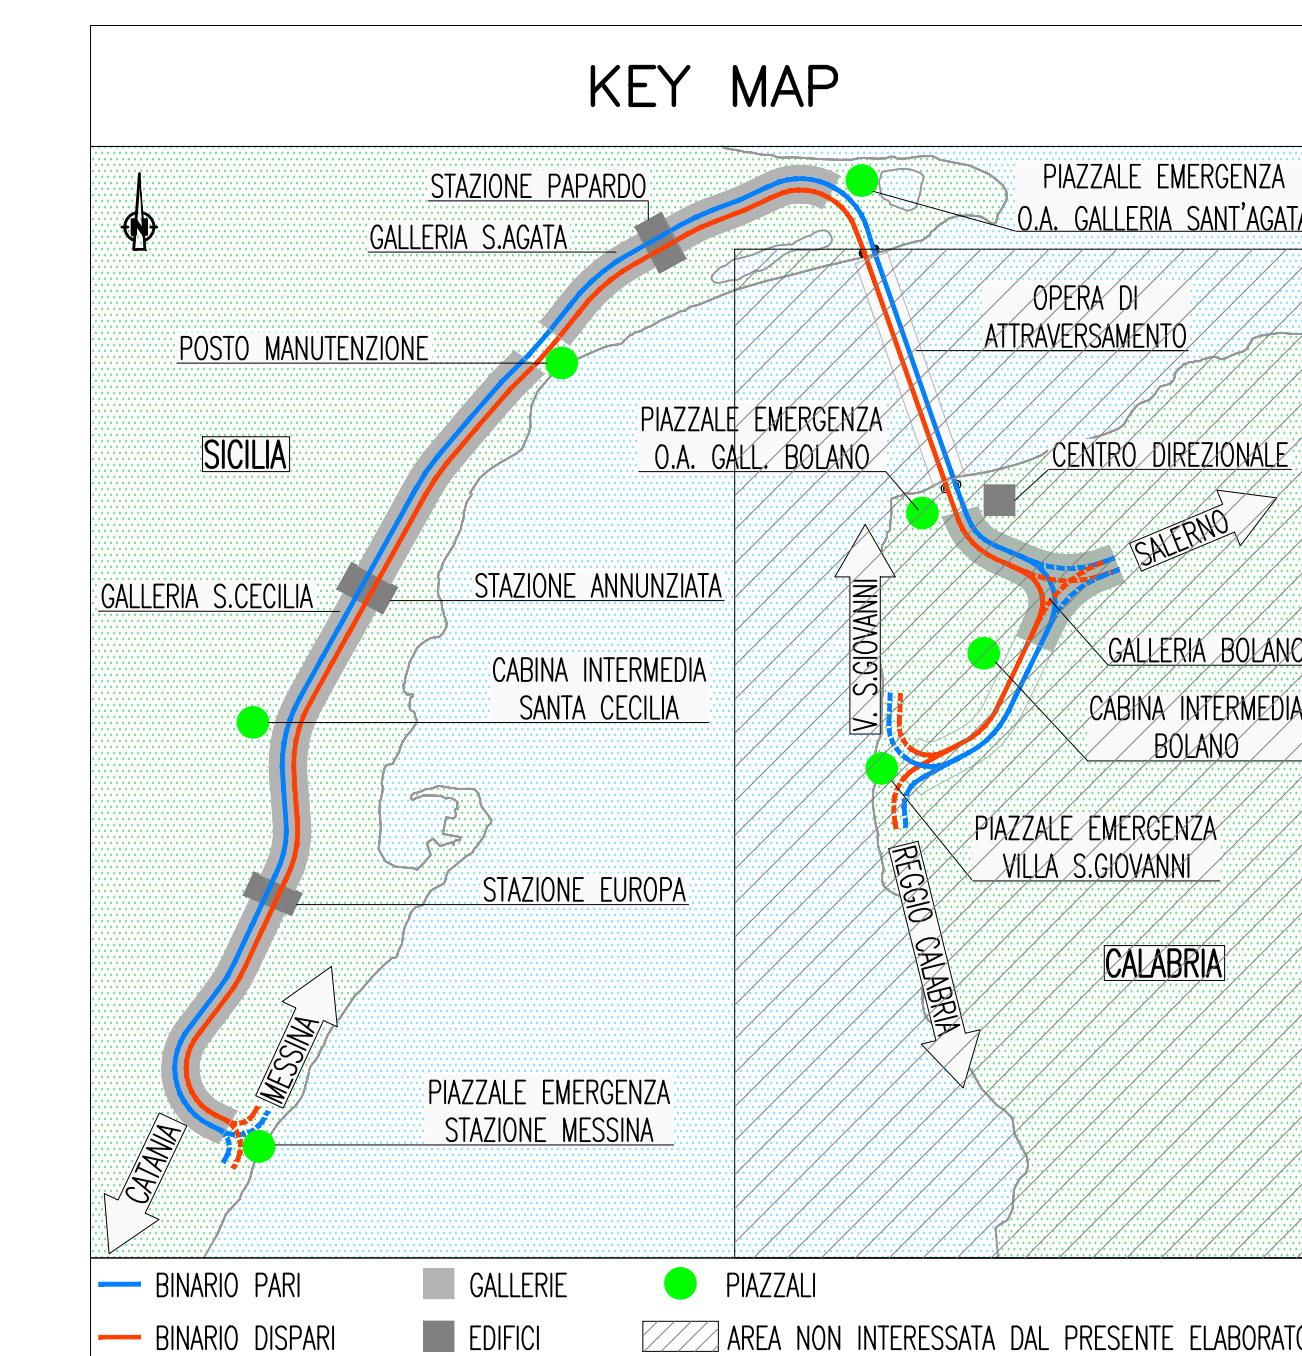 KEY MAP
N
STAZIONE PAPARDO
GALLERIA S.AGATA
PIAZZALE EMERGENZA
O.A. GALLERIA SANT'AGATA
OPERA DI
ATTRAVERSAMENTO
POSTO MANUTENZIONE
PIAZZALE EMERGENZA
O.A. GALL. BOLANO
SICILIA
CENTRO DIREZIONALE
SALERNO
GALLERIA S.CECILIA
STAZIONE ANNUNZIATA
V. S.GIOVANNI
GALLERIA BOLANO
CABINA INTERMEDIA
SANTA CECILIA
CABINA INTERMEDIA
BOLANO
PIAZZALE EMERGENZA
VILLA S.GIOVANNI
STAZIONE EUROPA
REGGIO CALABRIA
CALABRIA
MESSINA
PIAZZALE EMERGENZA
STAZIONE MESSINA
CATANIA
BINARIO PARI
GALLERIE
PIAZZALI
BINARIO DISPARI
EDIFICI
AREA NON INTERESSATA DAL PRESENTE ELABORATO